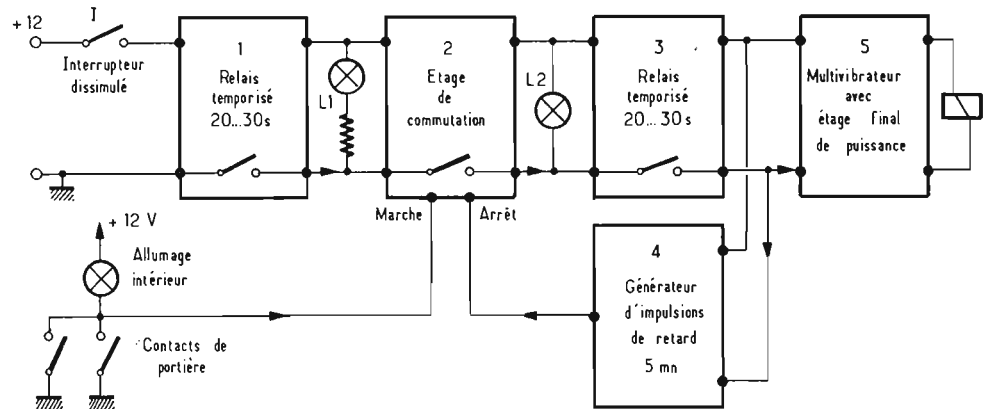 + 12
I
Interrupteur
dissimulé
1
Relais
temporisé
20...30s
L1
2
Etage
de
commutation
L2
3
Relais
temporisé
20...30s
5
Multivibrateur
avec
étage final
de puissance
Marche
Arrêt
+ 12 V
Allumage
intérieur
Contacts de
portière
4
Générateur
d'impulsions
de retard
5 mn